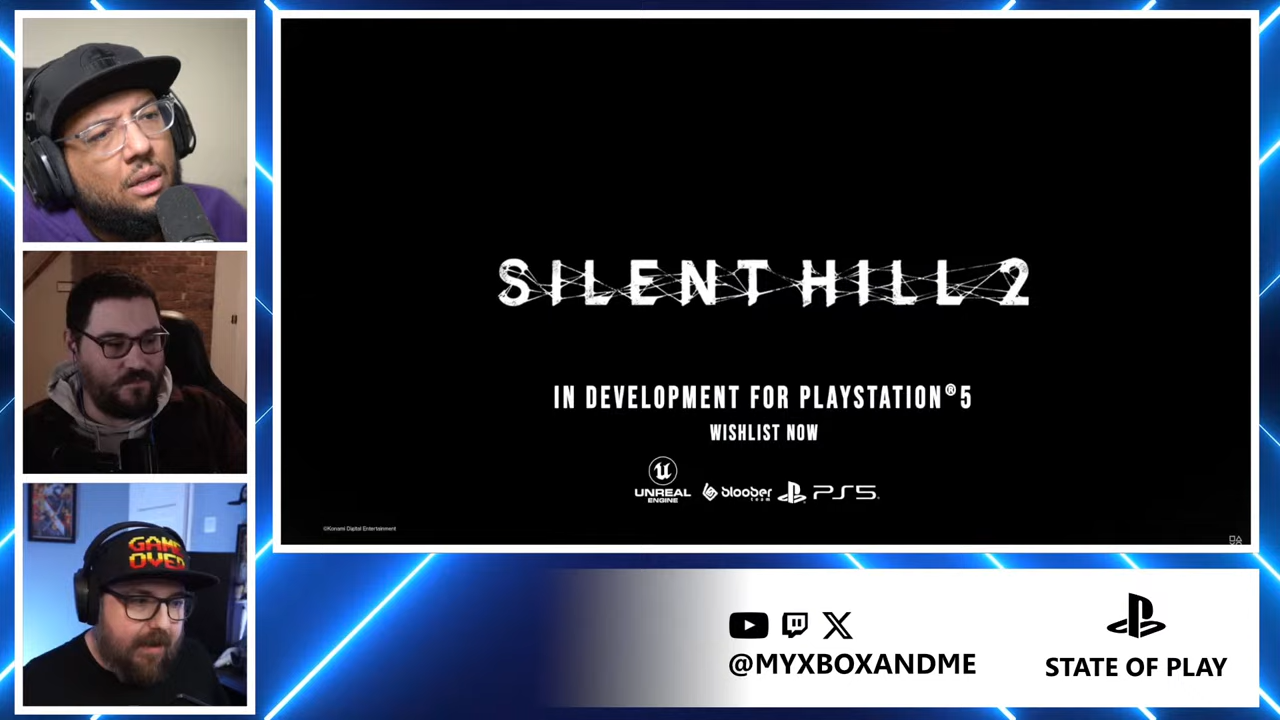 SILENT HILL 2
IN DEVELOPMENT FOR PLAYSTATION®5
WISHLIST NOW
UNREAL
ENGINE
bloober
team
PS5
©Konami Digital Entertainment
GAME
OVER
@MYXBOXANDME
STATE OF PLAY